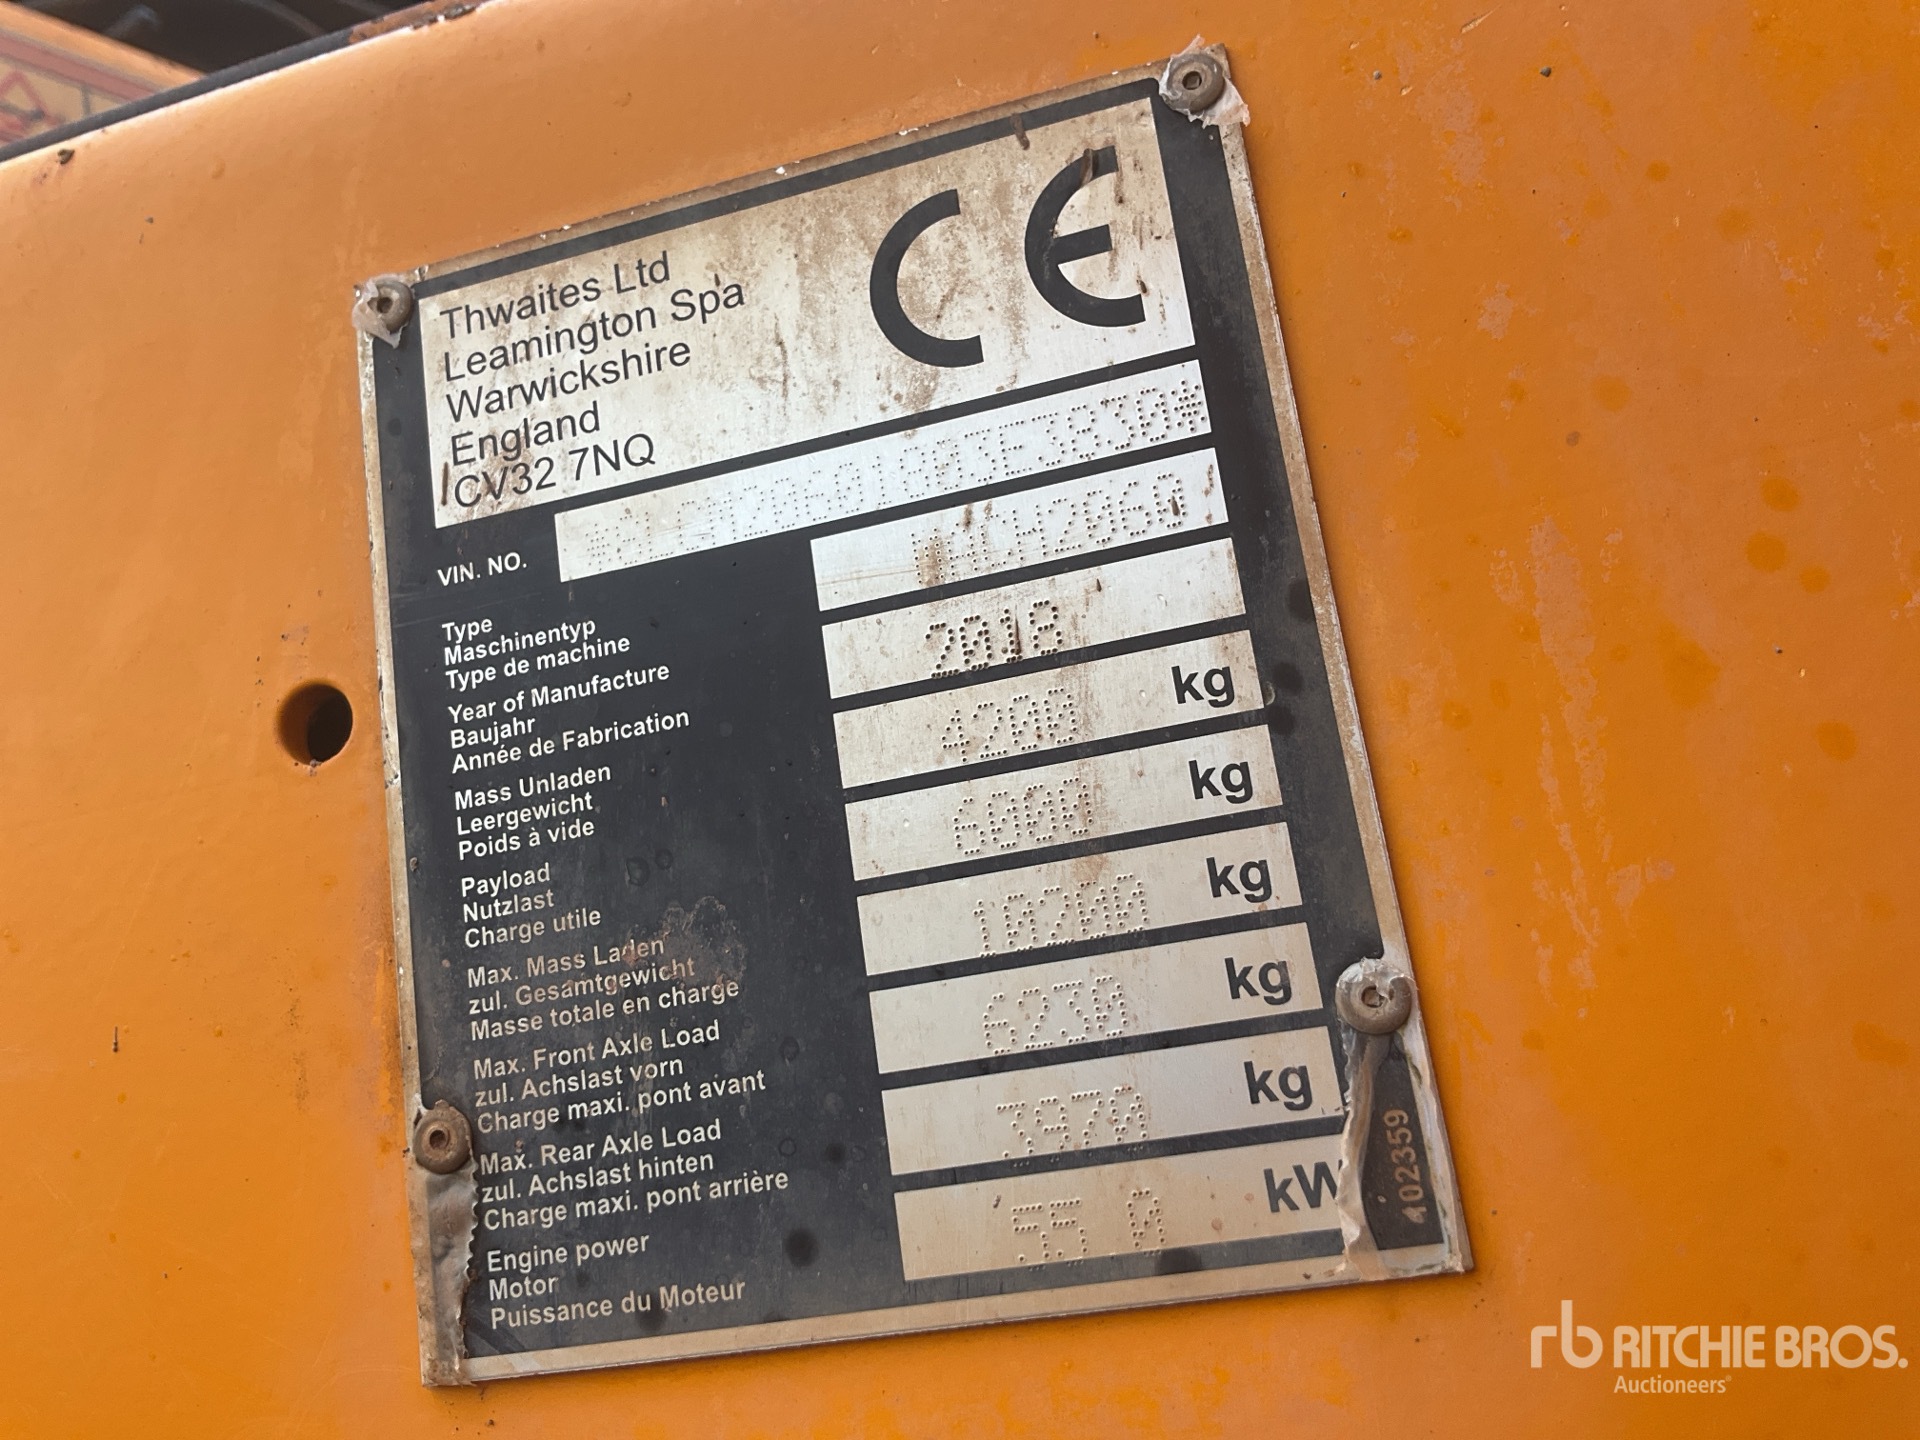 Thwaites Ltd
Leamington Spa
Warwickshire
England
CV32 7NQ
CE
VIN. NO.
Type
Maschinentyp
Type de machine
Year of Manufacture
Baujahr
Année de Fabrication
2018
Mass Unladen
Leergewicht
Poids à vide
4200 kg
Payload
Nutzlast
Charge utile
6000 kg
Max. Mass Laden
zul. Gesamtgewicht
Masse totale en charge
10200 kg
Max. Front Axle Load
zul. Achslast vorn
Charge maxi. pont avant
6230 kg
Max. Rear Axle Load
zul. Achslast hinten
Charge maxi. pont arrière
3970 kg
Engine power
Motor
Puissance du Moteur
55.0 kW
402359
rb RITCHIE BROS.
Auctioneers